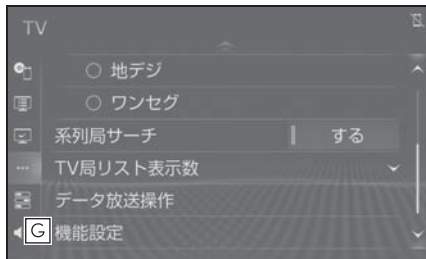 TV
○ 地デジ
○ ワンセグ
系列局サーチ する
TV局リスト表示数
データ放送操作
G 機能設定